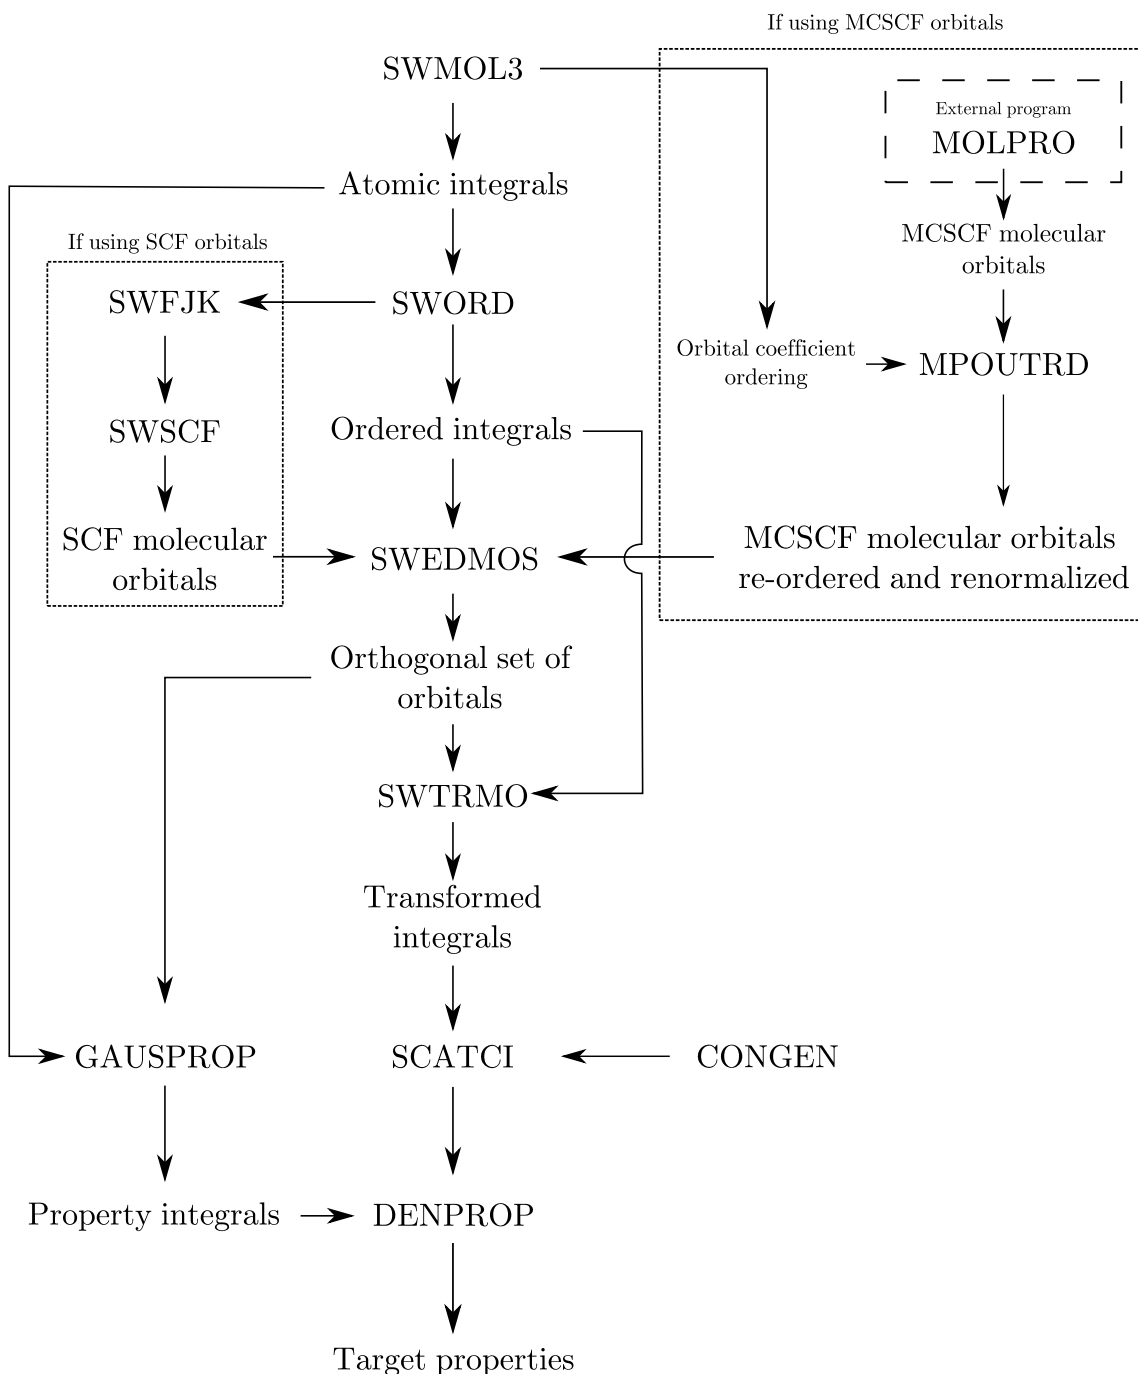 If using MCSCF orbitals
SWMOL3
External program
MOLPRO
Atomic integrals
MCSCF molecular
orbitals
If using SCF orbitals
SWFJK
SWORD
Orbital coefficient
ordering
MPOUTRD
SWSCF
Ordered integrals
SCF molecular
orbitals
SWEDMOS
MCSCF molecular orbitals
re-ordered and renormalized
Orthogonal set of
orbitals
SWTRMO
Transformed
integrals
GAUSPROP
SCATCI
CONGEN
Property integrals
DENPROP
Target properties